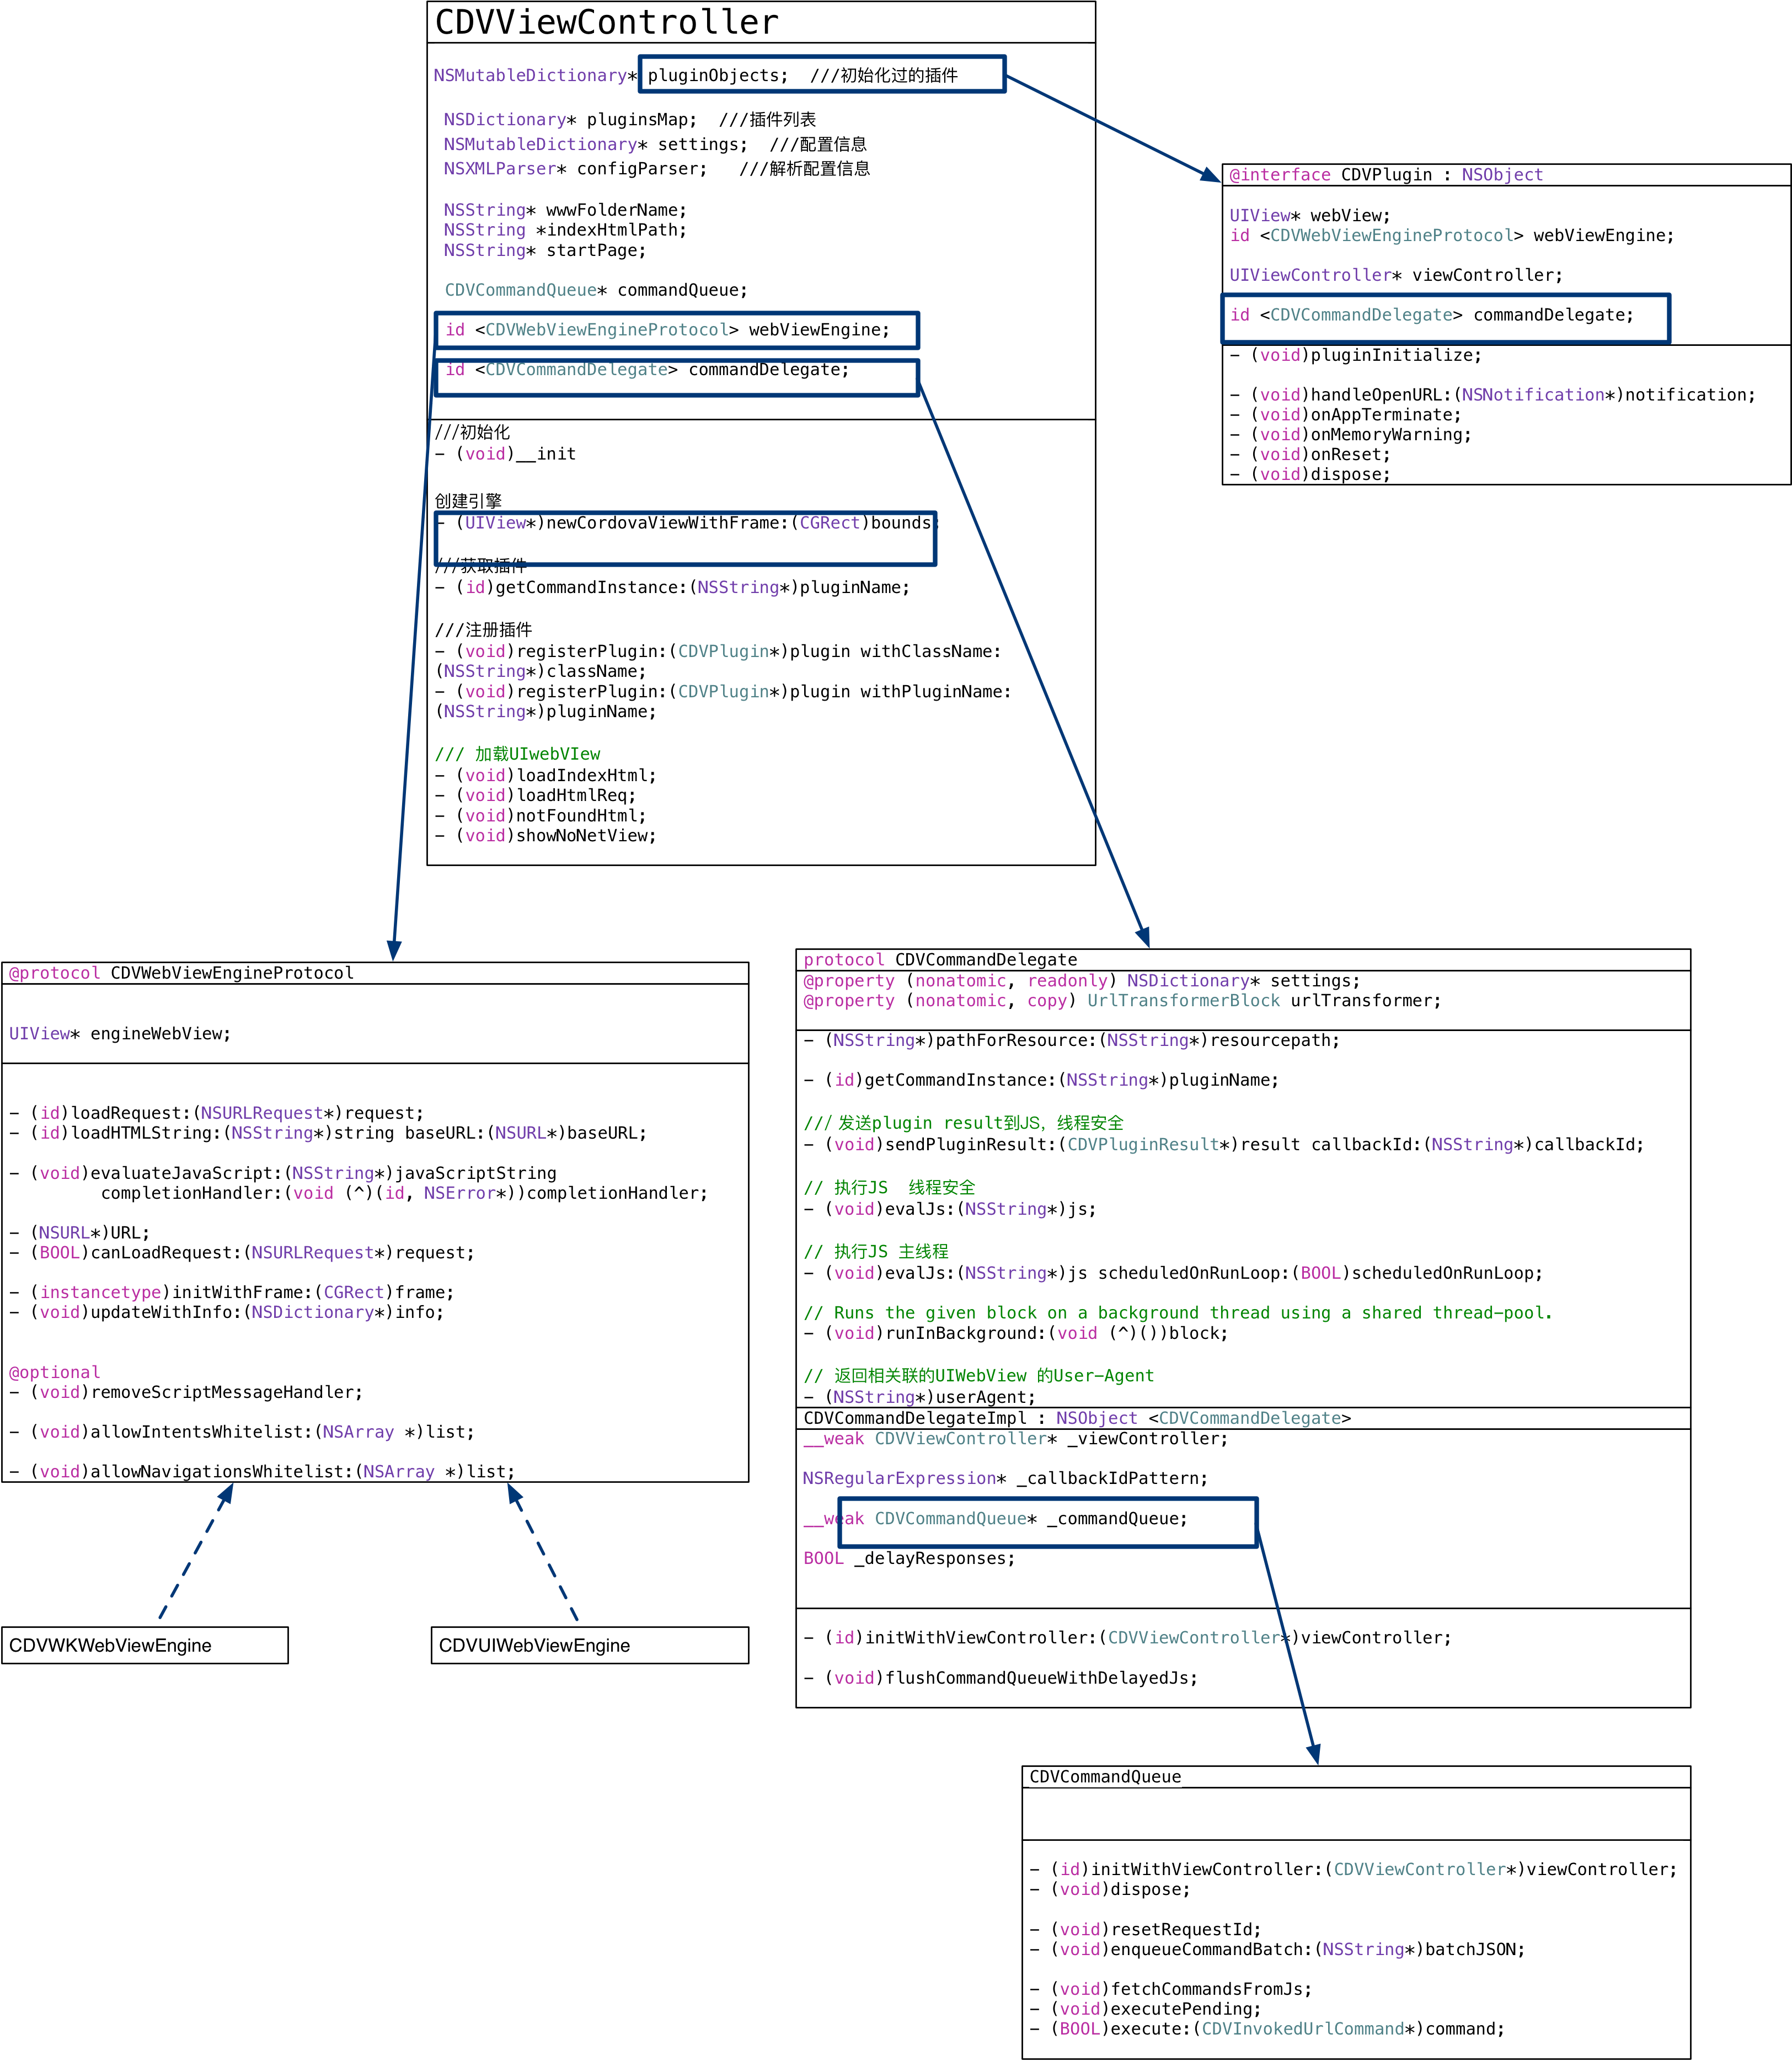 CDVViewController
NSMutableDictionary* pluginObjects;  ///初始化过的插件
NSDictionary* pluginsMap;  ///插件列表
NSMutableDictionary* settings;  ///配置信息
NSXMLParser* configParser;   ///解析配置信息
NSString* wwwFolderName;
NSString *indexHtmlPath;
NSString* startPage;
CDVCommandQueue* commandQueue;
id <CDVWebViewEngineProtocol> webViewEngine;
id <CDVCommandDelegate> commandDelegate;
///初始化
- (void)__init
创建引擎
- (UIView*)newCordovaViewWithFrame:(CGRect)bounds;
///获取插件
- (id)getCommandInstance:(NSString*)pluginName;
///注册插件
- (void)registerPlugin:(CDVPlugin*)plugin withClassName:
(NSString*)className;
- (void)registerPlugin:(CDVPlugin*)plugin withPluginName:
(NSString*)pluginName;
/// 加载UIwebVIew
- (void)loadIndexHtml;
- (void)loadHtmlReq;
- (void)notFoundHtml;
- (void)showNoNetView;
@interface CDVPlugin : NSObject
UIView* webView;
id <CDVWebViewEngineProtocol> webViewEngine;
UIViewController* viewController;
id <CDVCommandDelegate> commandDelegate;
- (void)pluginInitialize;
- (void)handleOpenURL:(NSNotification*)notification;
- (void)onAppTerminate;
- (void)onMemoryWarning;
- (void)onReset;
- (void)dispose;
@protocol CDVWebViewEngineProtocol
UIView* engineWebView;
- (id)loadRequest:(NSURLRequest*)request;
- (id)loadHTMLString:(NSString*)string baseURL:(NSURL*)baseURL;
- (void)evaluateJavaScript:(NSString*)javaScriptString
completionHandler:(void (^)(id, NSError*))completionHandler;
- (NSURL*)URL;
- (BOOL)canLoadRequest:(NSURLRequest*)request;
- (instancetype)initWithFrame:(CGRect)frame;
- (void)updateWithInfo:(NSDictionary*)info;
@optional
- (void)removeScriptMessageHandler;
- (void)allowIntentsWhitelist:(NSArray *)list;
- (void)allowNavigationsWhitelist:(NSArray *)list;
CDVWKWebViewEngine
CDVUIWebViewEngine
protocol CDVCommandDelegate
@property (nonatomic, readonly) NSDictionary* settings;
@property (nonatomic, copy) UrlTransformerBlock urlTransformer;
- (NSString*)pathForResource:(NSString*)resourcepath;
- (id)getCommandInstance:(NSString*)pluginName;
/// 发送plugin result到JS，线程安全
- (void)sendPluginResult:(CDVPluginResult*)result callbackId:(NSString*)callbackId;
// 执行JS  线程安全
- (void)evalJs:(NSString*)js;
// 执行JS 主线程
- (void)evalJs:(NSString*)js scheduledOnRunLoop:(BOOL)scheduledOnRunLoop;
// Runs the given block on a background thread using a shared thread-pool.
- (void)runInBackground:(void (^)())block;
// 返回相关联的UIWebView 的User-Agent
- (NSString*)userAgent;
CDVCommandDelegateImpl : NSObject <CDVCommandDelegate>
__weak CDVViewController* _viewController;
NSRegularExpression* _callbackIdPattern;
__weak CDVCommandQueue* _commandQueue;
BOOL _delayResponses;
- (id)initWithViewController:(CDVViewController*)viewController;
- (void)flushCommandQueueWithDelayedJs;
CDVCommandQueue
- (id)initWithViewController:(CDVViewController*)viewController;
- (void)dispose;
- (void)resetRequestId;
- (void)enqueueCommandBatch:(NSString*)batchJSON;
- (void)fetchCommandsFromJs;
- (void)executePending;
- (BOOL)execute:(CDVInvokedUrlCommand*)command;